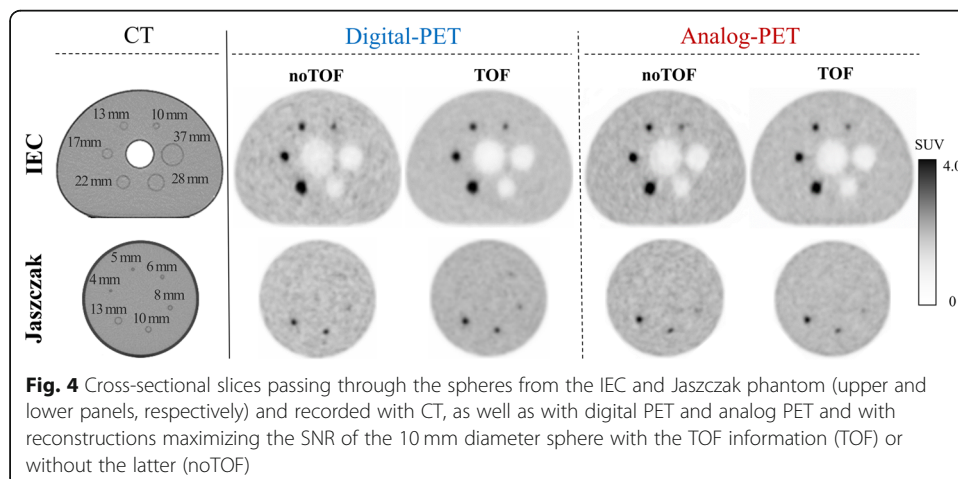 CT
Digital-PET
Analog-PET
noTOF
TOF
noTOF
TOF
IEC
13 mm
10 mm
17 mm
37 mm
22 mm
28 mm
SUV
4.0
0
Jaszczak
5 mm
6 mm
4 mm
8 mm
13 mm
10 mm
Fig. 4 Cross-sectional slices passing through the spheres from the IEC and Jaszczak phantom (upper and
lower panels, respectively) and recorded with CT, as well as with digital PET and analog PET and with
reconstructions maximizing the SNR of the 10 mm diameter sphere with the TOF information (TOF) or
without the latter (noTOF)